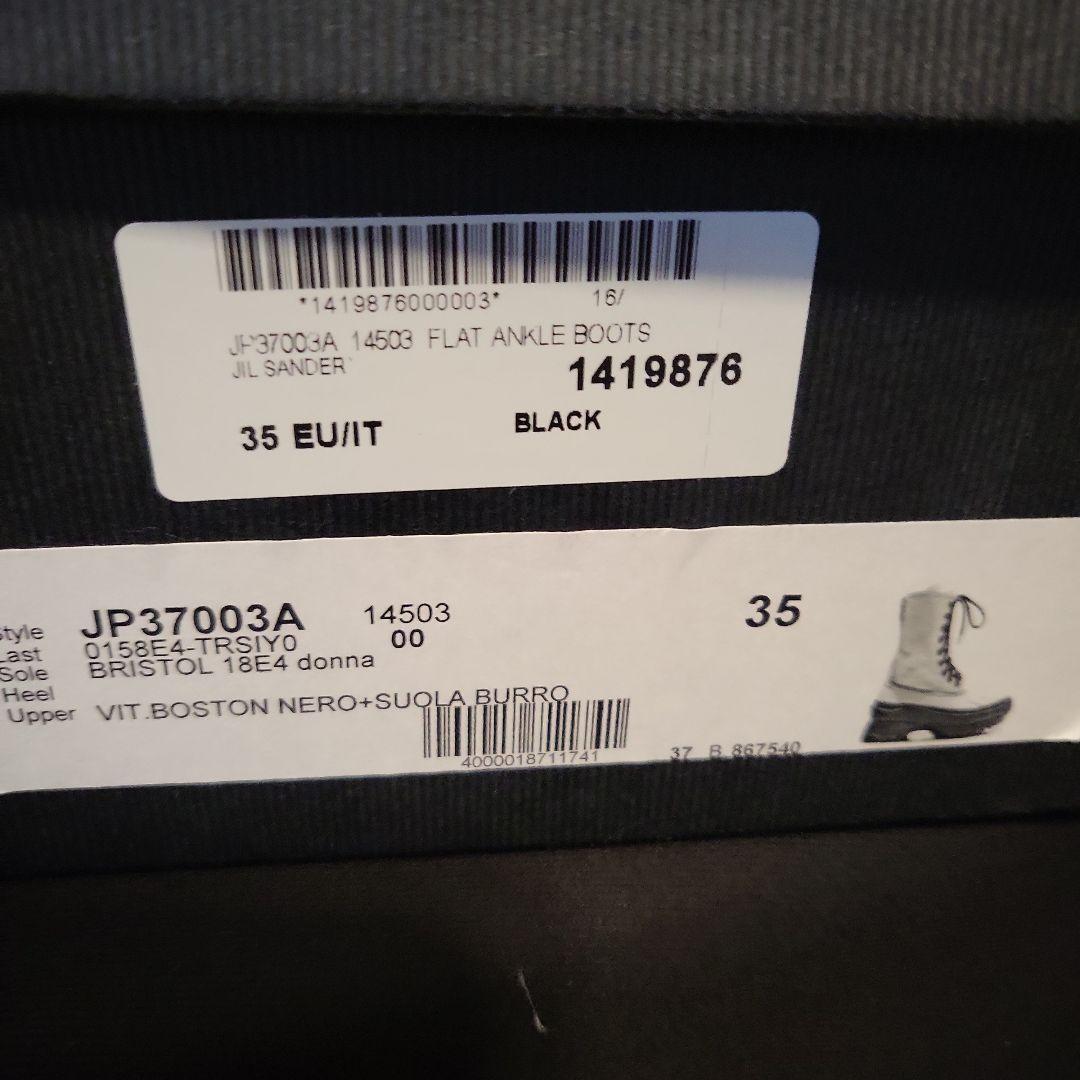 *1419876000003* 16/
JP37003A 14503 FLAT ANKLE BOOTS
JIL SANDER
1419876
35 EU/IT BLACK
Style JP37003A 14503 35
Last 0158E4-TRSIY0 00
Sole BRISTOL 18E4 donna
Heel
Upper VIT.BOSTON NERO+SUOLA BURRO
4000018711741 37 B 867540